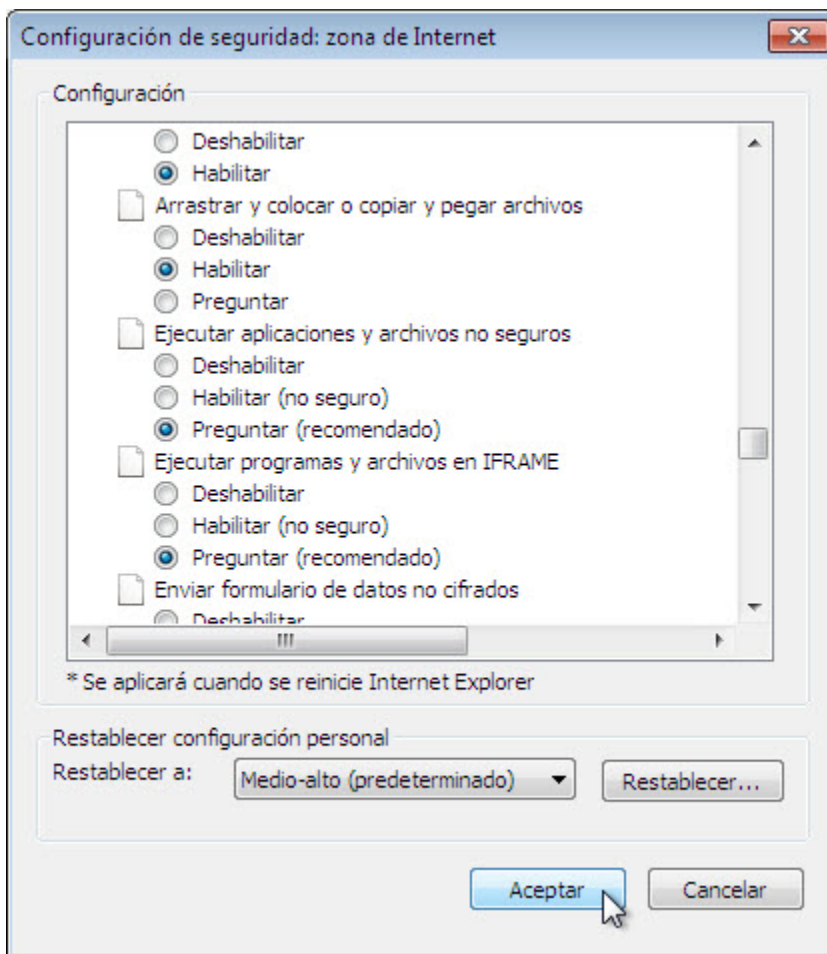 Configuración de seguridad: zona de Internet
Configuración
Deshabilitar
Habilitar
Arrastrar y colocar o copiar y pegar archivos
Deshabilitar
Habilitar
Preguntar
Ejecutar aplicaciones y archivos no seguros
Deshabilitar
Habilitar (no seguro)
Preguntar (recomendado)
Ejecutar programas y archivos en IFRAME
Deshabilitar
Habilitar (no seguro)
Preguntar (recomendado)
Enviar formulario de datos no cifrados
Deshabilitar
* Se aplicará cuando se reinicie Internet Explorer
Restablecer configuración personal
Restablecer a: Medio-alto (predeterminado) Restablecer...
Aceptar Cancelar